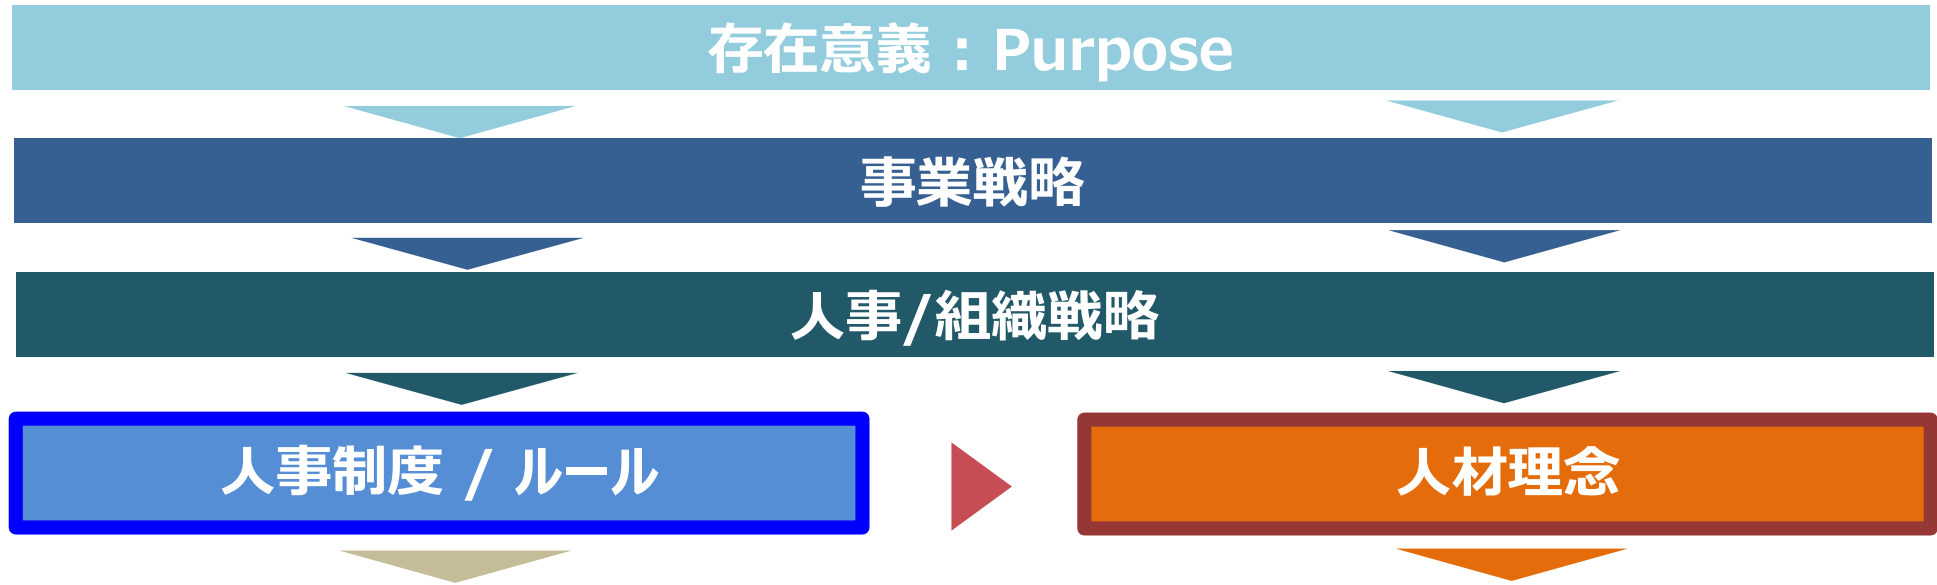 存在意義：Purpose
事業戦略
人事/組織戦略
人事制度 / ルール
人材理念